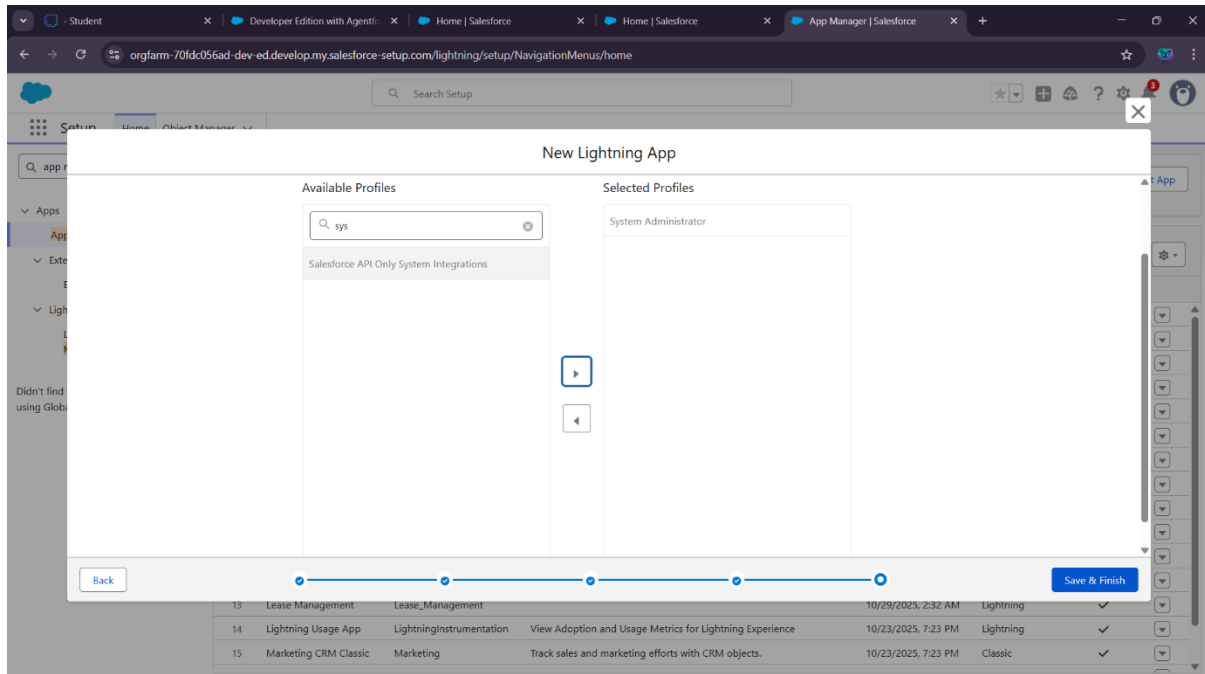 - Student
Developer Edition with Agentfo
Home | Salesforce
Home | Salesforce
App Manager | Salesforce
orgfarm-70fdc056ad-dev-ed.develop.my.salesforce-setup.com/lightning/setup/NavigationMenus/home
Search Setup
3
Setup
Home
Object Manager
New Lightning App
app
t App
Available Profiles
Selected Profiles
Apps
App
sys
System Administrator
Exte
Salesforce API Only System Integrations
Ligh
Didn't find
using Globa
Back
Save & Finish
13 Lease Management Lease_Management 10/29/2025, 2:32 AM Lightning
14 Lightning Usage App LightningInstrumentation View Adoption and Usage Metrics for Lightning Experience 10/23/2025, 7:23 PM Lightning
15 Marketing CRM Classic Marketing Track sales and marketing efforts with CRM objects. 10/23/2025, 7:23 PM Classic